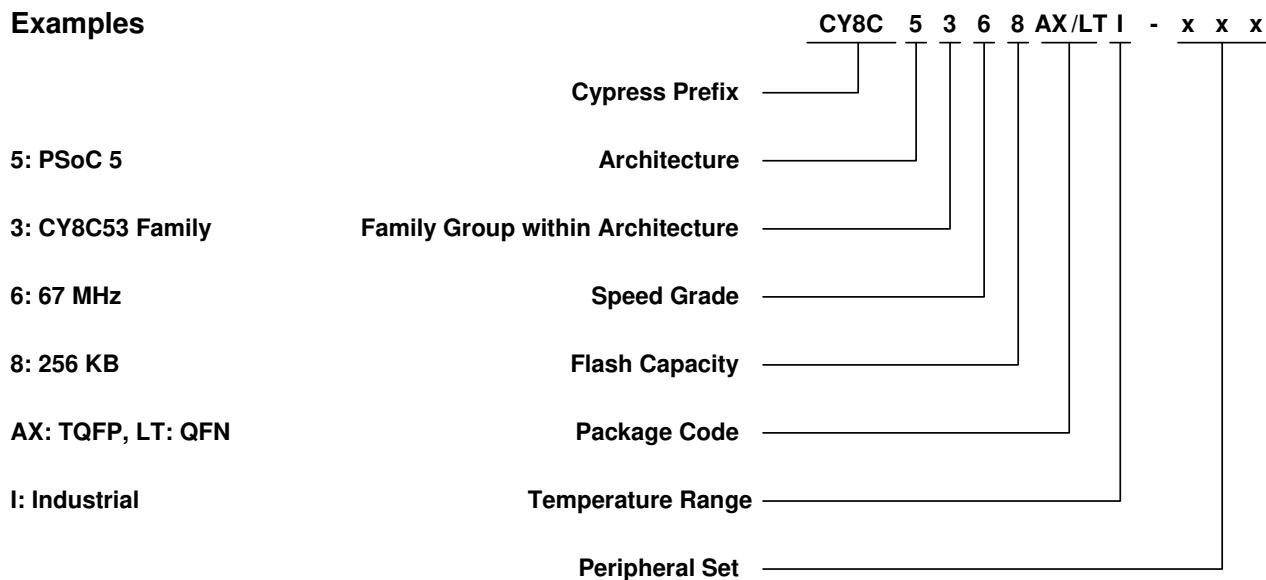 Examples CY8C 5 3 6 8 AX/LT I - x x x
Cypress Prefix
5: PSoC 5 Architecture
3: CY8C53 Family Family Group within Architecture
6: 67 MHz Speed Grade
8: 256 KB Flash Capacity
AX: TQFP, LT: QFN Package Code
I: Industrial Temperature Range
Peripheral Set